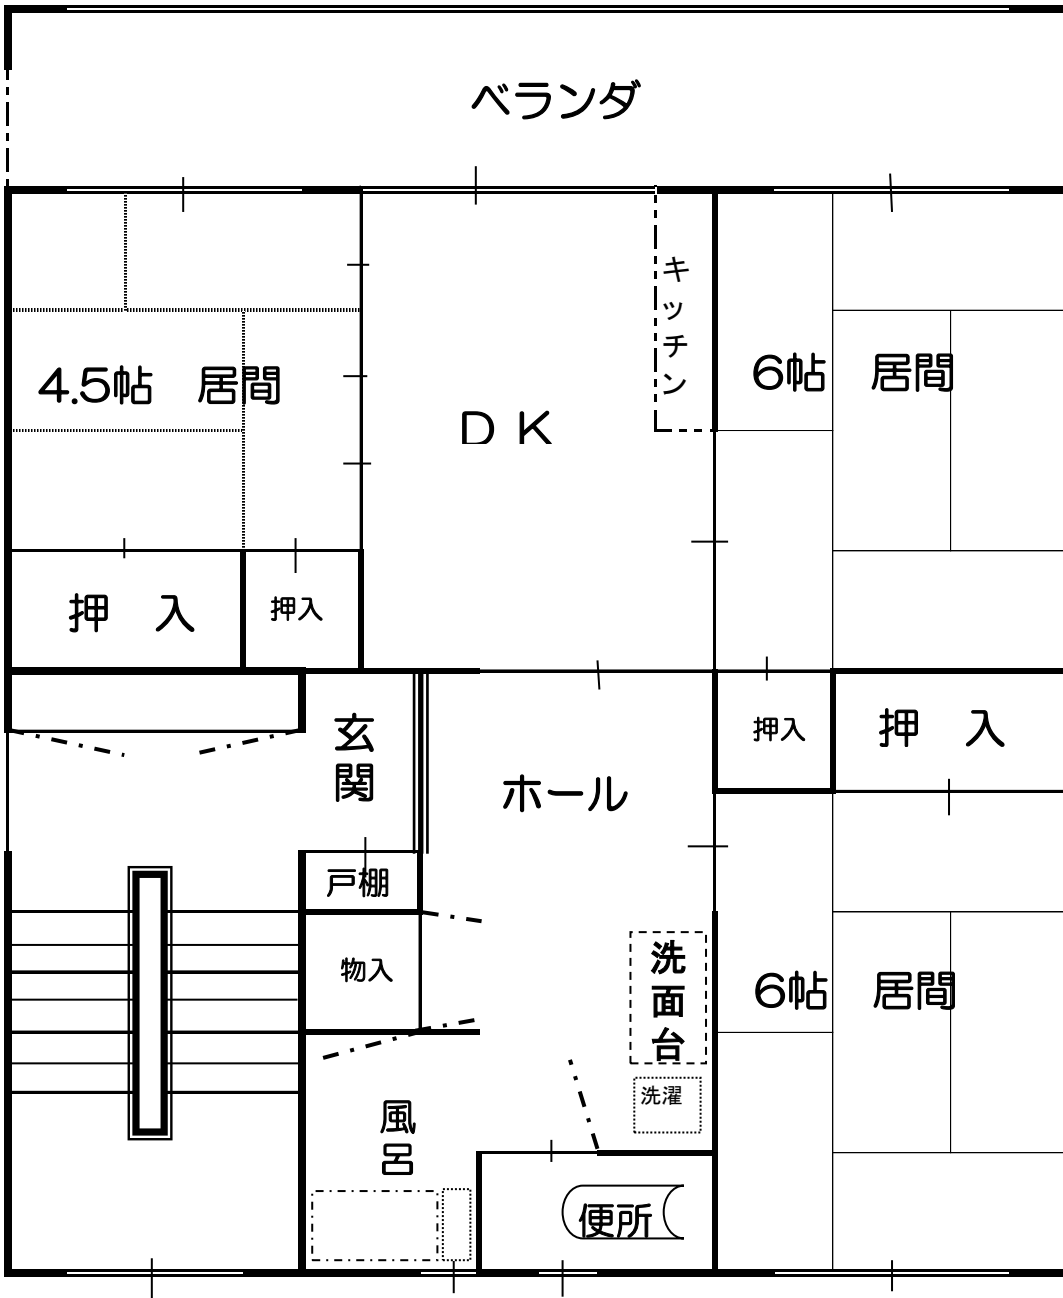 ベランダ
キッチン
4.5帖　居間
ＤＫ
6帖　居間
押　入
押入
玄関
ホール
押入
押　入
戸棚
物入
洗面台
6帖　居間
洗濯
風呂
便所